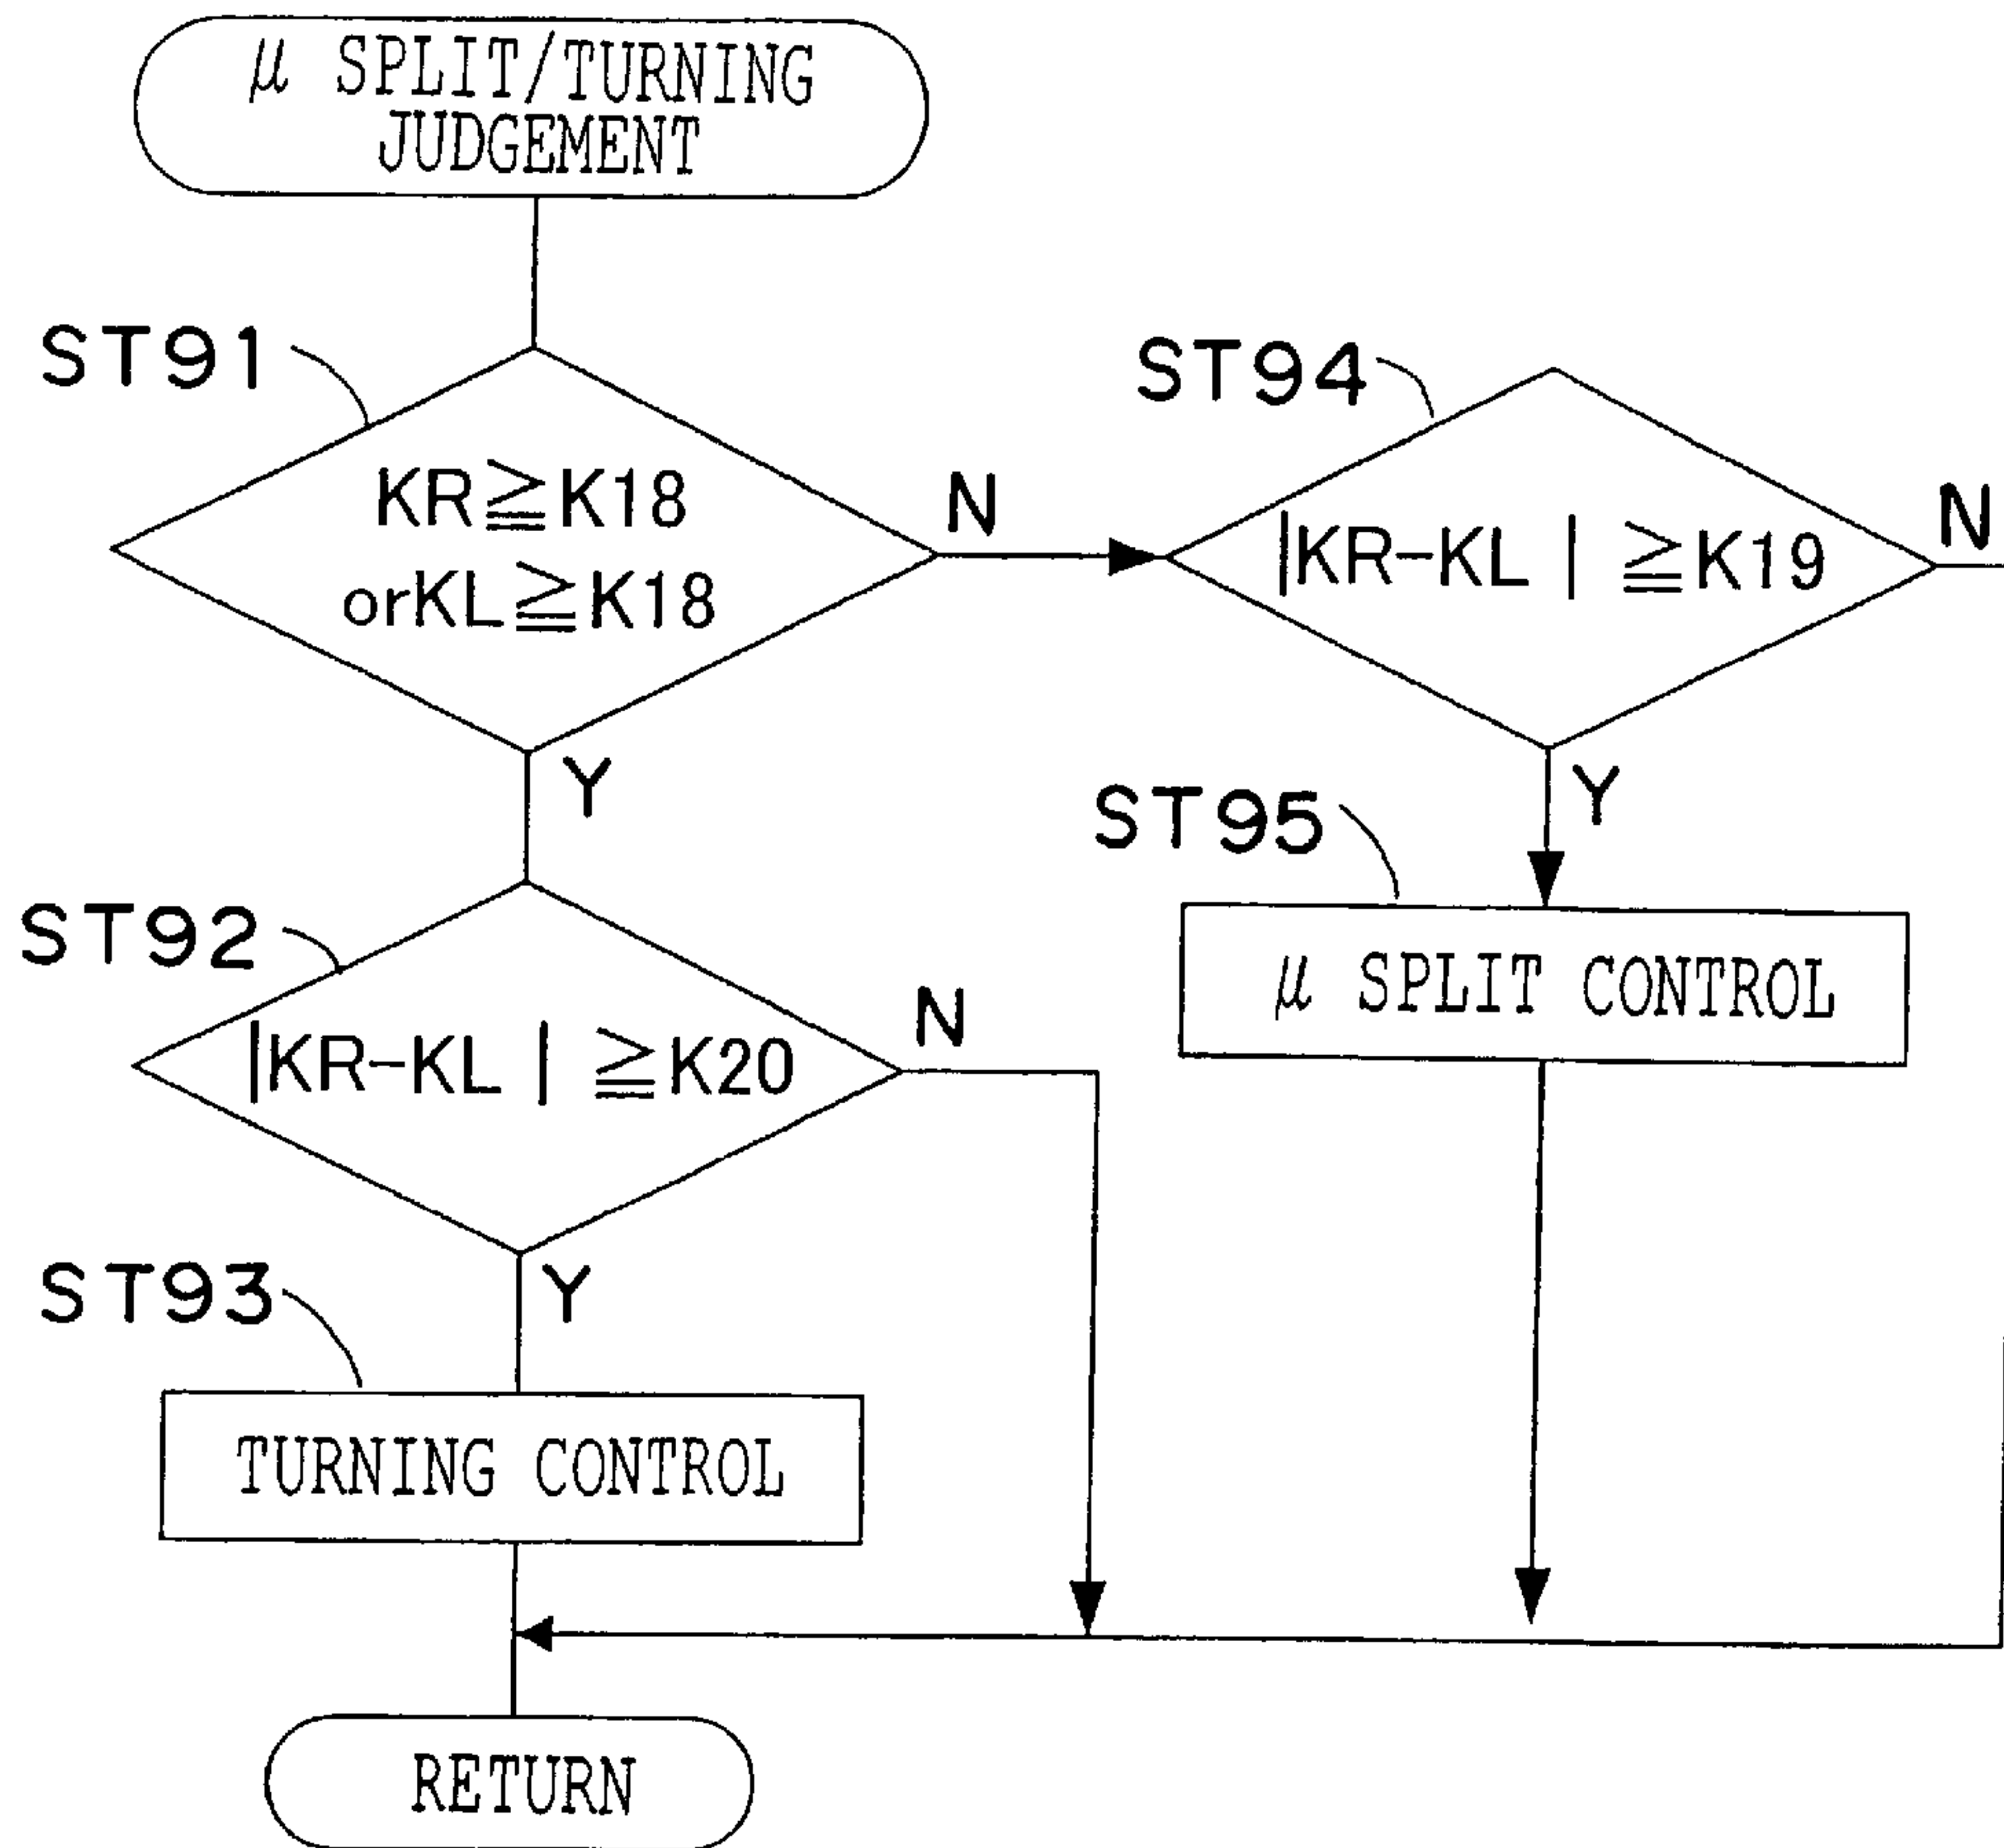 μ SPLIT/TURNING
JUDGEMENT
ST91
KR≧K18
orKL≧K18
N
Y
ST94
|KR-KL| ≧K19
N
Y
ST95
μ SPLIT CONTROL
ST92
|KR-KL| ≧K20
N
Y
ST93
TURNING CONTROL
RETURN